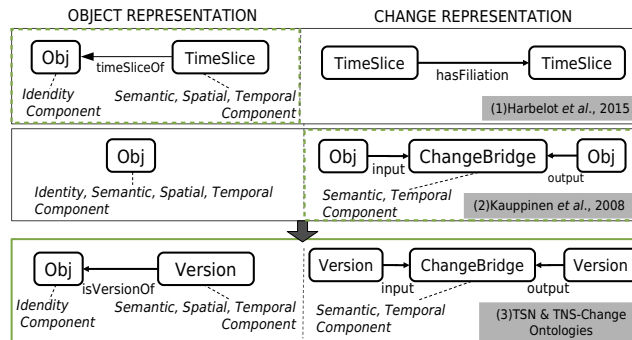 OBJECT REPRESENTATION
CHANGE REPRESENTATION
Obj
timeSliceOf
TimeSlice
Idendity
Component
Semantic, Spatial, Temporal
Component
TimeSlice
hasFiliation
TimeSlice
(1)Harbelot et al., 2015
Obj
Identity, Semantic, Spatial, Temporal
Component
Obj
input
ChangeBridge
output
Obj
Semantic, Temporal
Component
(2)Kauppinen et al., 2008
Obj
isVersionOf
Version
Idendity
Component
Semantic, Spatial, Temporal
Component
Version
input
ChangeBridge
output
Version
Semantic, Temporal
Component
(3)TSN & TNS-Change
Ontologies